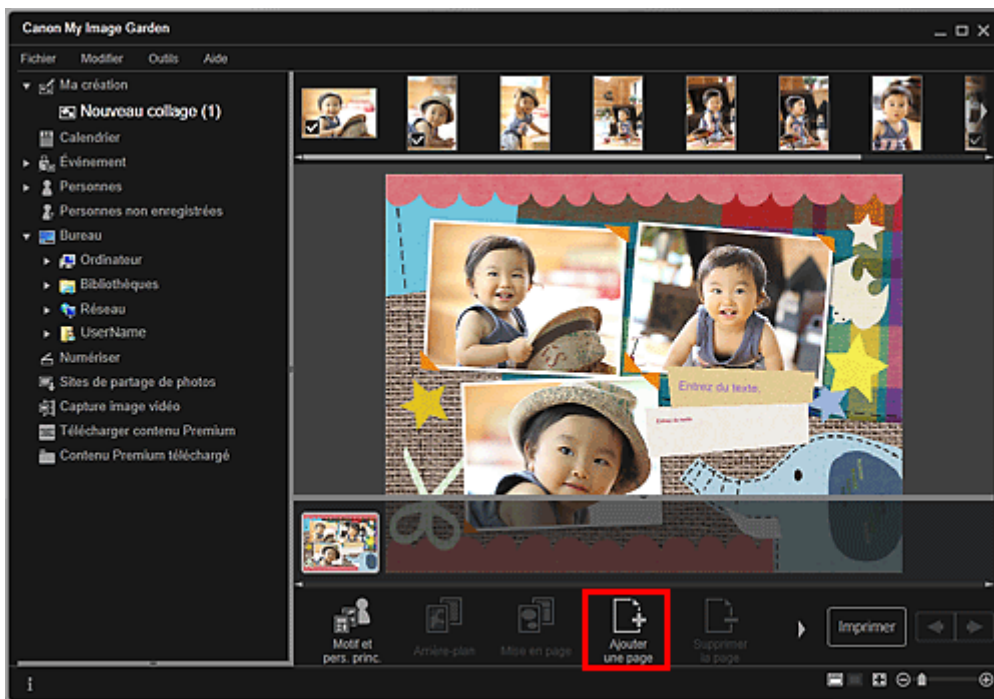 Canon My Image Garden
Fichier Modifier Outils Aide
Ma création
Nouveau collage (1)
Calendrier
Événement
Personnes
Personnes non enregistrées
Bureau
Ordinateur
Bibliothèques
Réseau
UserName
Numériser
Sites de partage de photos
Capture image vidéo
Télécharger contenu Premium
Contenu Premium téléchargé
Entrez du texte.
Entrez du texte.
Motif et
pers. princ.
Arrière-plan
Mise en page
Ajouter
une page
Supprimer
la page
Imprimer